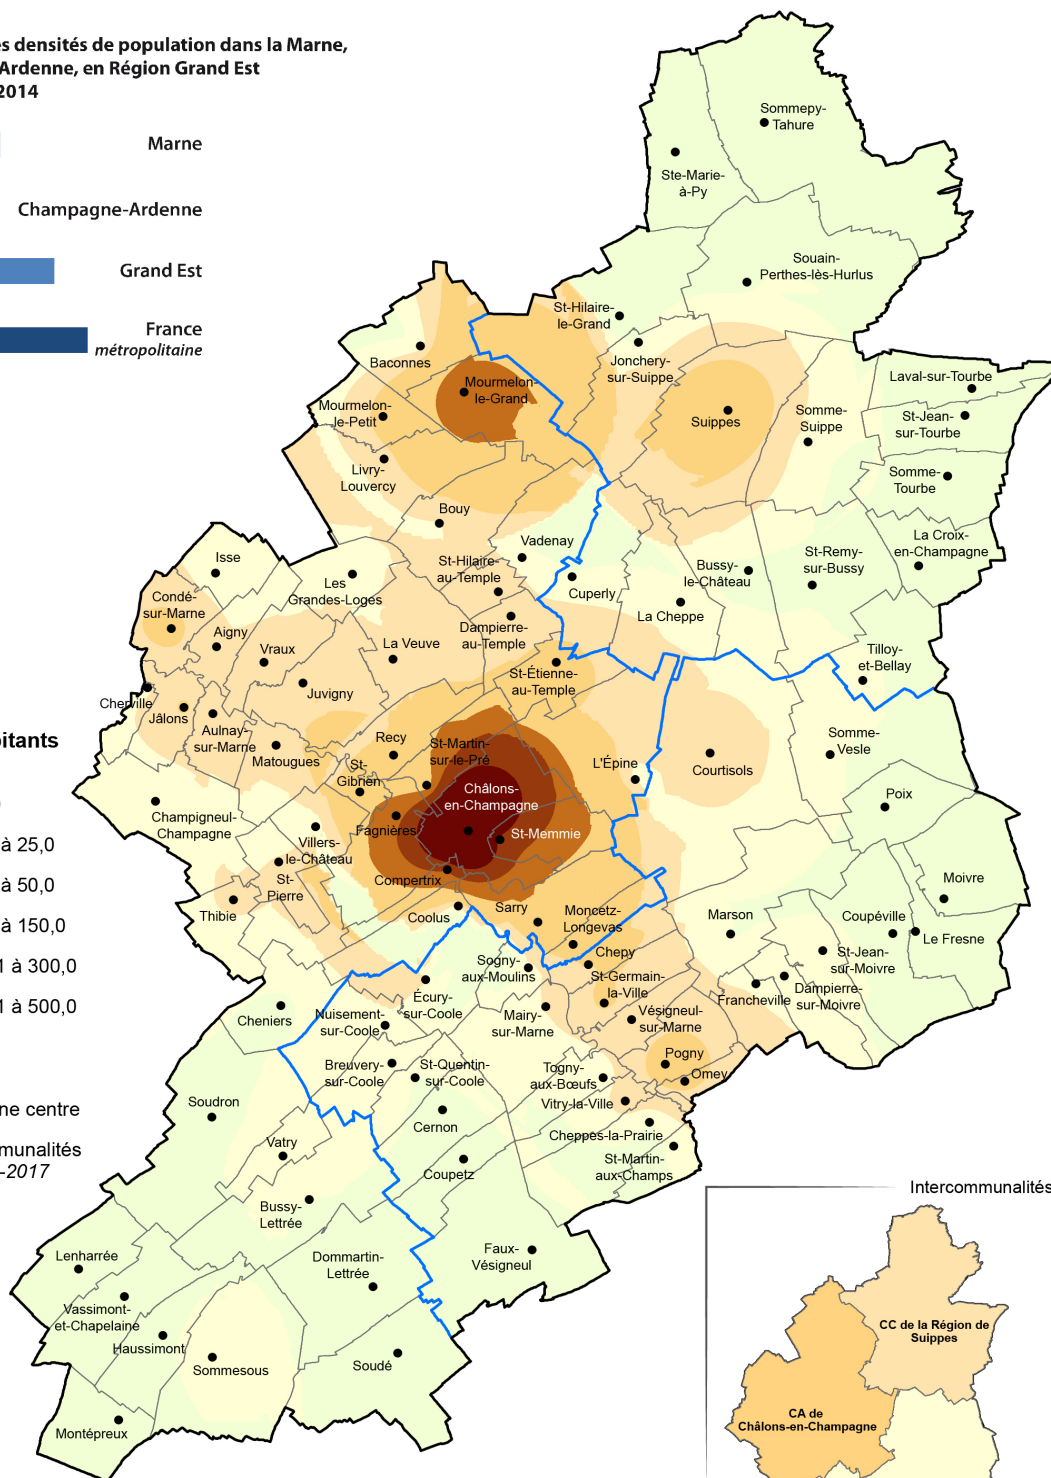 es densités de population dans la Marne,
Ardenne, en Région Grand Est
2014
Marne
Champagne-Ardenne
Grand Est
France
métropolitaine
Sommepy-
Tahure
Ste-Marie-
à-Py
Souain-
Perthes-lès-Hurlus
St-Hilaire-
le-Grand
Jonchery-
sur-Suippe
Baconnes
Mourmelon-
le-Grand
Mourmelon-
le-Petit
Livry-
Louvercy
Suippes
Somme-
Suippe
Laval-sur-Tourbe
St-Jean-
sur-Tourbe
Somme-
Tourbe
La Croix-
en-Champagne
Bouy
Vadenay
St-Hilaire-
au-Temple
Cuperly
Bussy-
le-Château
St-Remy-
sur-Bussy
La Cheppe
Isse
Les
Grandes-Loges
Condé-
sur-Marne
Aigny
Vraux
La Veuve
Dampierre-
au-Temple
Tilloy-
et-Bellay
St-Étienne-
au-Temple
Juvigny
Cherville
Jâlons
Aulnay-
sur-Marne
Matougues
Recy
St-Martin-
sur-le-Pré
St-
Gibrien
L'Épine
Courtisols
Somme-
Vesle
Poix
Châlons-
en-Champagne
Fagnières
St-Memmie
Champigneul-
Champagne
Villers-
le-Château
St-
Pierre
Compertrix
Thibie
Coolus
Sarry
Moncetz-
Longevas
Marson
Moivre
Coupéville
Le Fresne
St-Jean-
sur-Moivre
Dampierre-
sur-Moivre
Francheville
Chepy
St-Germain-
la-Ville
Sogny-
aux-Moulins
Écury-
sur-Coole
Mairy-
sur-Marne
Vésigneul-
sur-Marne
Cheniers
Nuisement-
sur-Coole
Breuvery-
sur-Coole
St-Quentin-
sur-Coole
Pogny
Omey
Togny-
aux-Bœufs
Vitry-la-Ville
Cheppes-la-Prairie
St-Martin-
aux-Champs
Soudron
Cernon
Vatry
Coupetz
Bussy-
Lettrée
Faux-
Vésigneul
Dommartin-
Lettrée
Lenharrée
Vassimont-
et-Chapelaine
Haussimont
Sommesous
Soudé
Montépreux
bitants
à 25,0
à 50,0
à 150,0
1 à 300,0
1 à 500,0
ne centre
munalités
-2017
Intercommunalités
CC de la Région de
Suippes
CA de
Châlons-en-Champagne